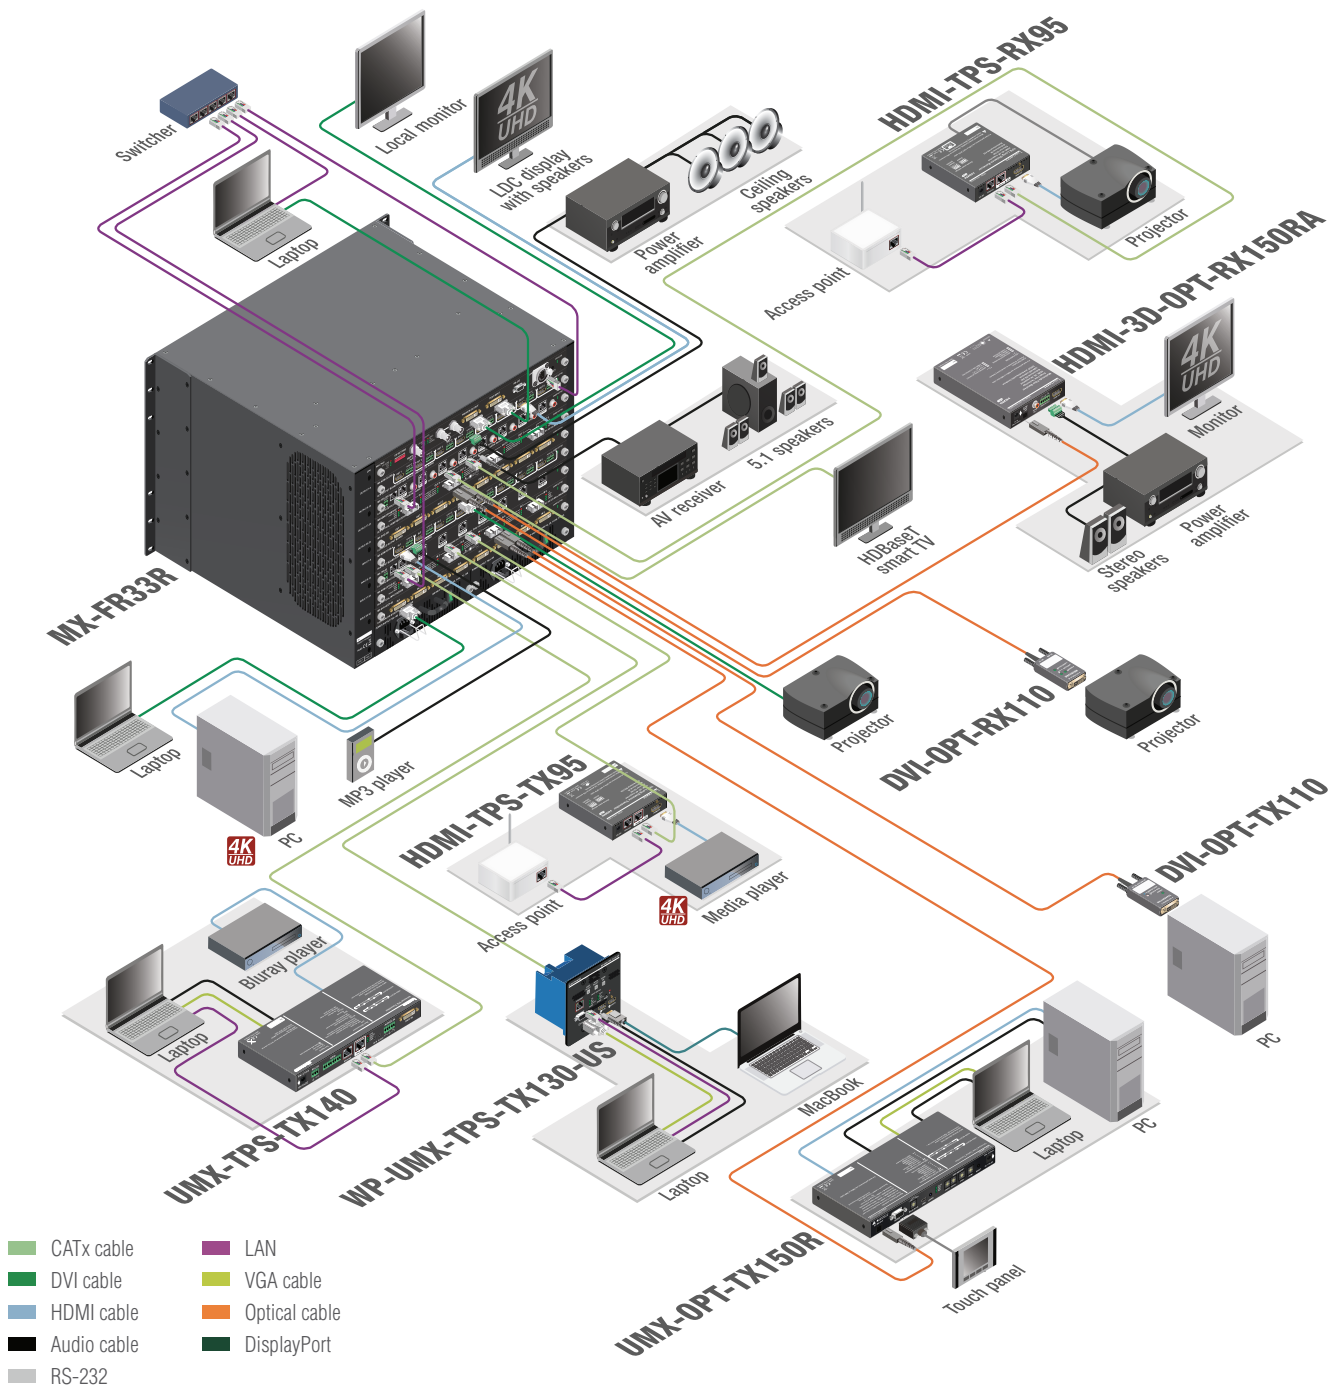 HDMI-TPS-RX95
Switcher
Local monitor
4K
UHD
LDC display
with speakers
Ceiling
speakers
Power
amplifier
Laptop
Access point
Projector
HDMI-3D-OPT-RX150RA
4K
UHD
Monitor
5.1 speakers
AV receiver
HDBaseT
smart TV
Power
amplifier
Stereo
speakers
MX-FR33R
Laptop
PC
4K
UHD
MP3 player
Projector
DVI-OPT-RX110
Projector
HDMI-TPS-TX95
Access point
4K
UHD
Media player
DVI-OPT-TX110
PC
Bluray player
Laptop
UMX-TPS-TX140
WP-UMX-TPS-TX130-US
MacBook
Laptop
PC
Laptop
UMX-OPT-TX150R
Touch panel
CATx cable
DVI cable
HDMI cable
Audio cable
RS-232
LAN
VGA cable
Optical cable
DisplayPort